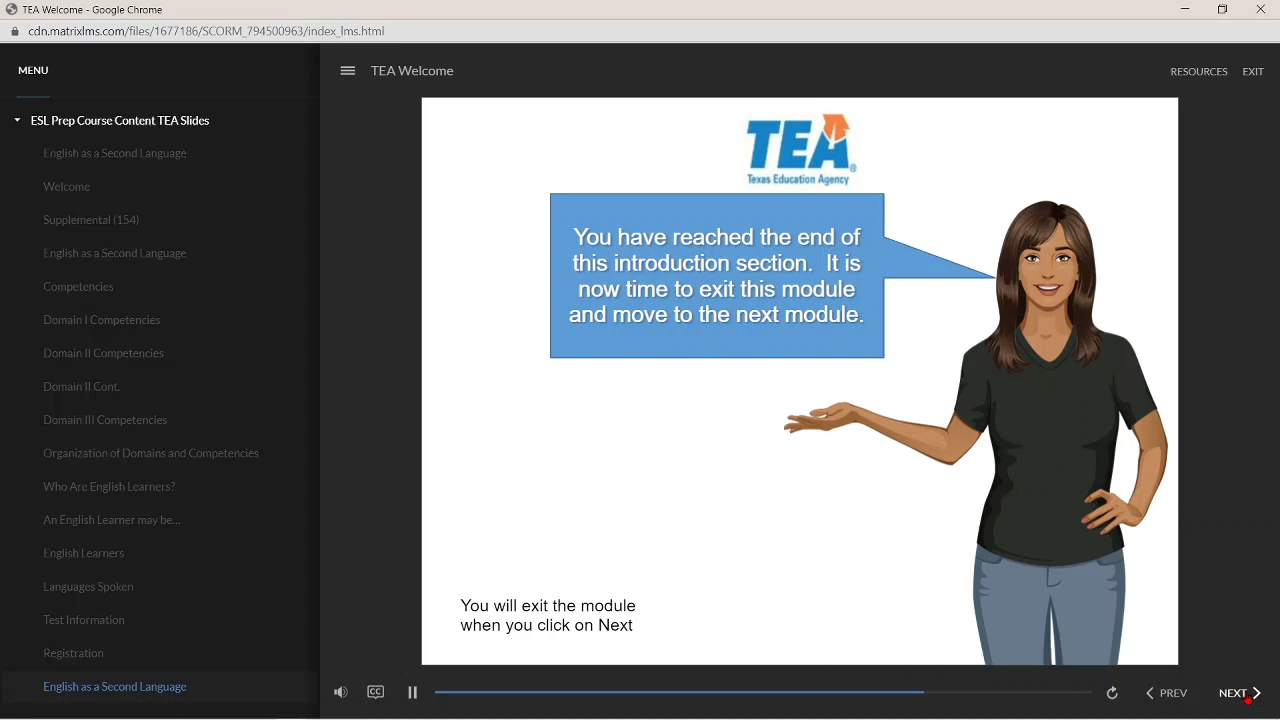 TEA Welcome - Google Chrome
cdn.matrixlms.com/files/1677186/SCORM_794500963/index_lms.html
MENU
TEA Welcome
RESOURCES EXIT
ESL Prep Course Content TEA Slides
English as a Second Language
Welcome
Supplemental (154)
English as a Second Language
Competencies
Domain I Competencies
Domain II Competencies
Domain II Cont.
Domain III Competencies
Organization of Domains and Competencies
Who Are English Learners?
An English Learner may be...
English Learners
Languages Spoken
Test Information
Registration
English as a Second Language
TEA®
Texas Education Agency
You have reached the end of
this introduction section. It is
now time to exit this module
and move to the next module.
You will exit the module
when you click on Next
CC
PREV
NEXT